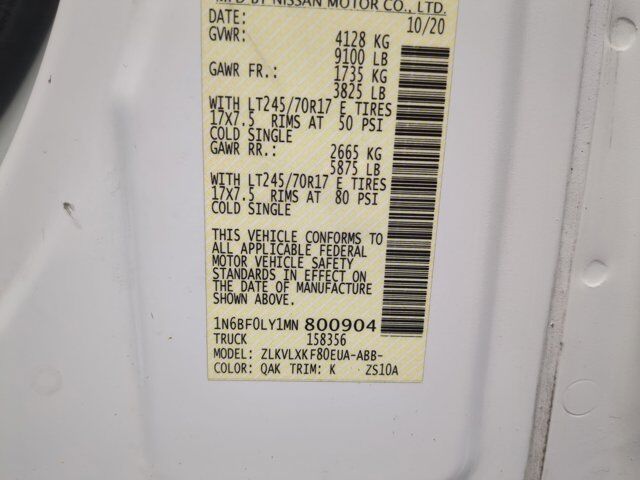 MFD BY NISSAN MOTOR CO., LTD.
DATE: 10/20
GVWR: 4128 KG
9100 LB
GAWR FR.: 1735 KG
3825 LB
WITH LT245/70R17 E TIRES
17X7.5 RIMS AT 50 PSI
COLD SINGLE
GAWR RR.: 2665 KG
5875 LB
WITH LT245/70R17 E TIRES
17X7.5 RIMS AT 80 PSI
COLD SINGLE
THIS VEHICLE CONFORMS TO
ALL APPLICABLE FEDERAL
MOTOR VEHICLE SAFETY
STANDARDS IN EFFECT ON
THE DATE OF MANUFACTURE
SHOWN ABOVE.
1N6BF0LY1MN 800904
TRUCK 158356
MODEL: ZLKVLXKF80EUA-ABB-
COLOR: QAK TRIM: K ZS10A